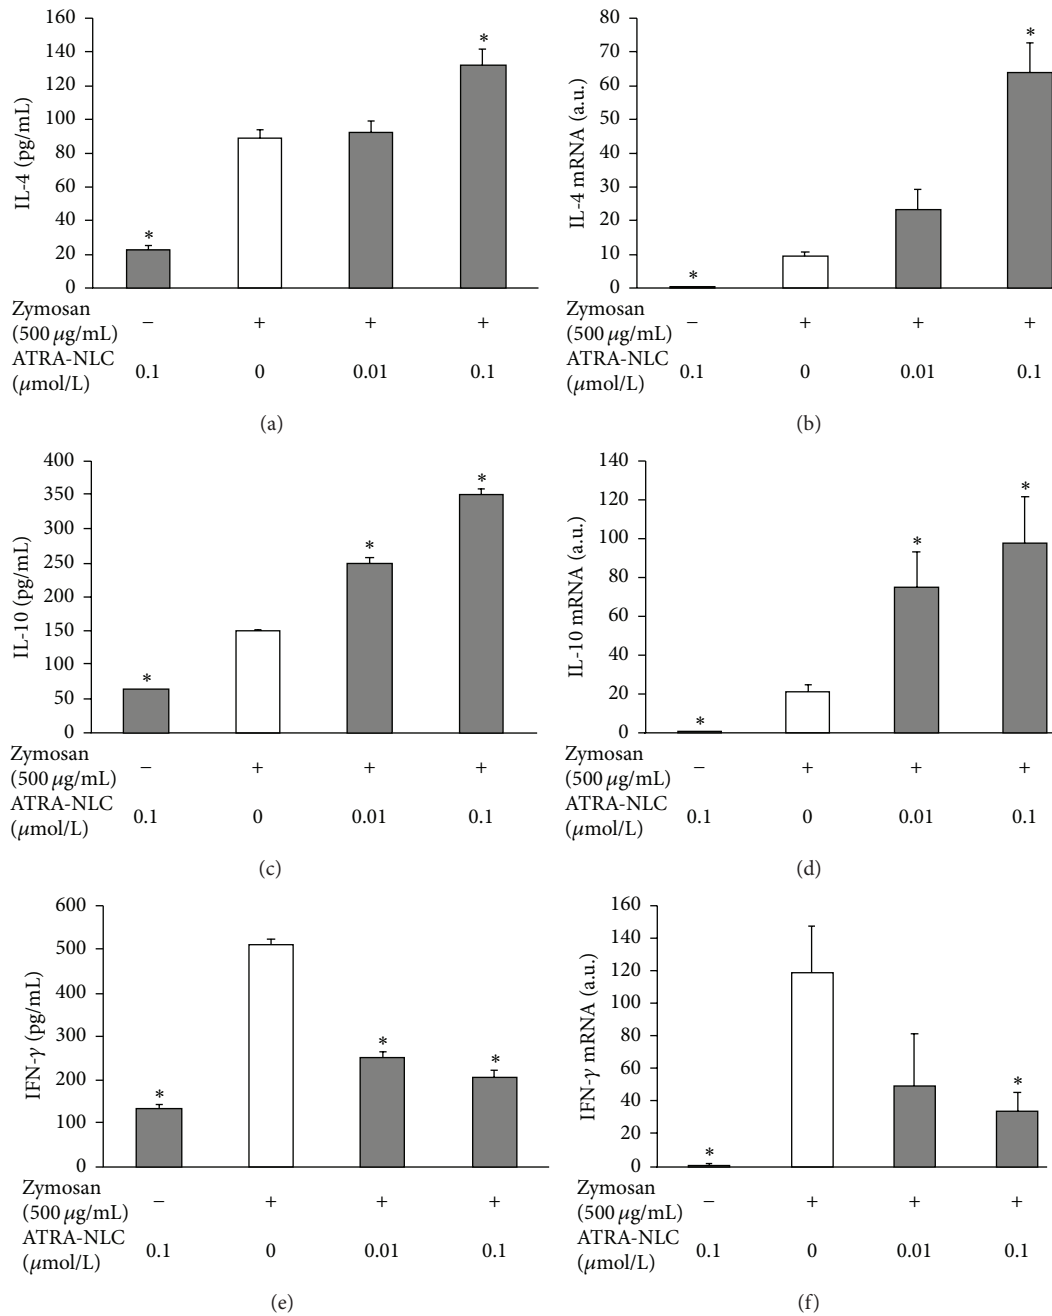 160
140
120
100
80
60
40
20
0
IL-4 (pg/mL)
*
*
Zymosan
(500 μg/mL)
− + + +
ATRA-NLC
(μmol/L)
0.1 0 0.01 0.1
(a)
80
70
60
50
40
30
20
10
0
IL-4 mRNA (a.u.)
*
*
Zymosan
(500 μg/mL)
− + + +
ATRA-NLC
(μmol/L)
0.1 0 0.01 0.1
(b)
400
350
300
250
200
150
100
50
0
IL-10 (pg/mL)
*
*
*
Zymosan
(500 μg/mL)
− + + +
ATRA-NLC
(μmol/L)
0.1 0 0.01 0.1
(c)
140
120
100
80
60
40
20
0
IL-10 mRNA (a.u.)
*
*
*
Zymosan
(500 μg/mL)
− + + +
ATRA-NLC
(μmol/L)
0.1 0 0.01 0.1
(d)
600
500
400
300
200
100
0
IFN-γ (pg/mL)
*
*
*
Zymosan
(500 μg/mL)
− + + +
ATRA-NLC
(μmol/L)
0.1 0 0.01 0.1
(e)
160
140
120
100
80
60
40
20
0
IFN-γ mRNA (a.u.)
*
*
Zymosan
(500 μg/mL)
− + + +
ATRA-NLC
(μmol/L)
0.1 0 0.01 0.1
(f)